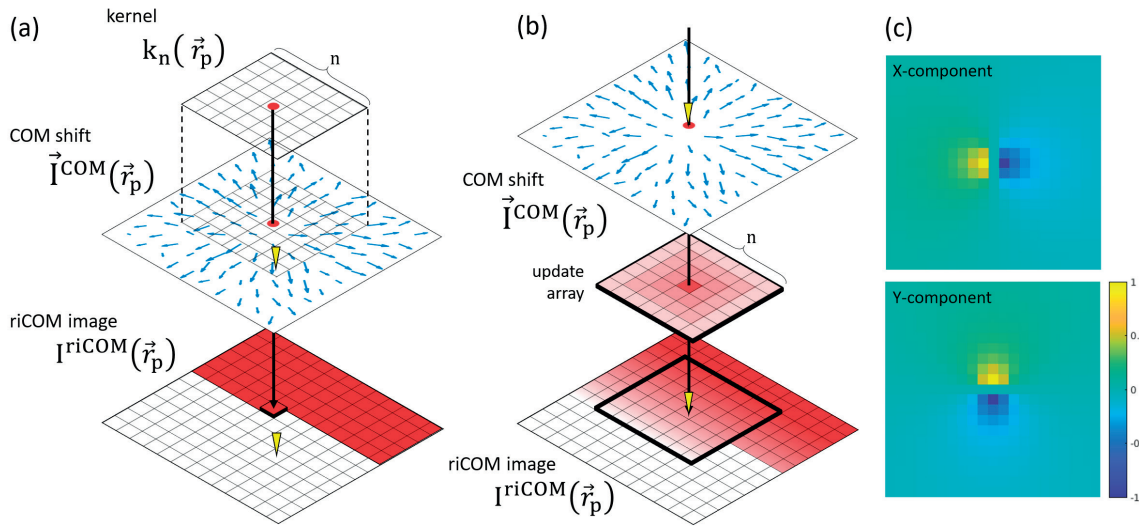 (a)
kernel
kₙ(r⃗ₚ)
n
COM shift
I⃗ᶜᴼᴹ(r⃗ₚ)
riCOM image
Iʳⁱᶜᴼᴹ(r⃗ₚ)
(b)
COM shift
I⃗ᶜᴼᴹ(r⃗ₚ)
n
update
array
riCOM image
Iʳⁱᶜᴼᴹ(r⃗ₚ)
(c)
X-component
Y-component
1
0.
0
-0
-1